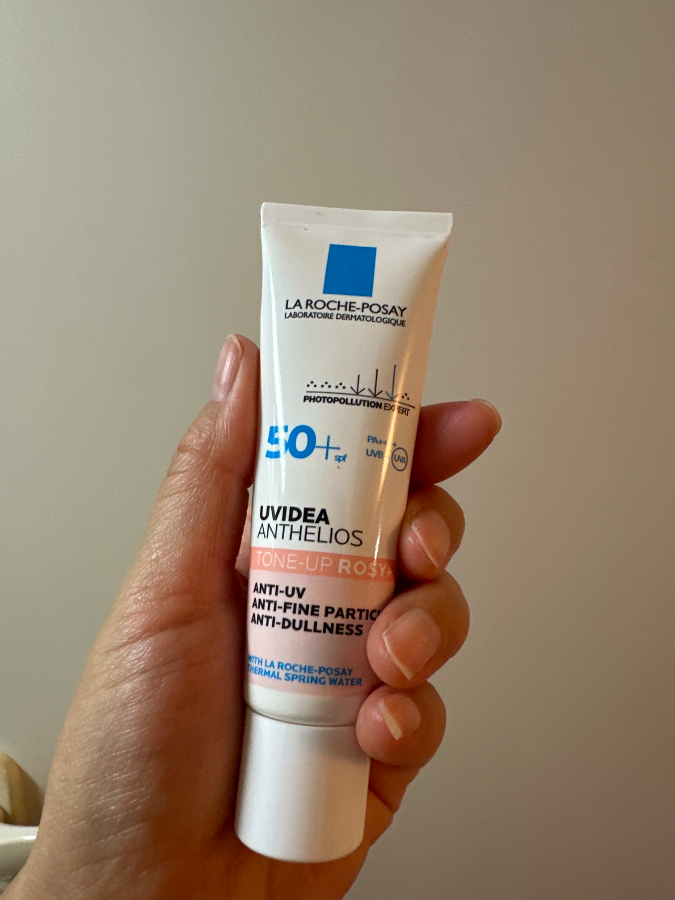 LA ROCHE-POSAY
LABORATOIRE DERMATOLOGIQUE
PHOTOPOLLUTION EXPERT
50+ spf
PA+++
UVB UVA
UVIDEA
ANTHELIOS
TONE-UP ROSY+
ANTI-UV
ANTI-FINE PARTIC
ANTI-DULLNESS
WITH LA ROCHE-POSAY
THERMAL SPRING WATER